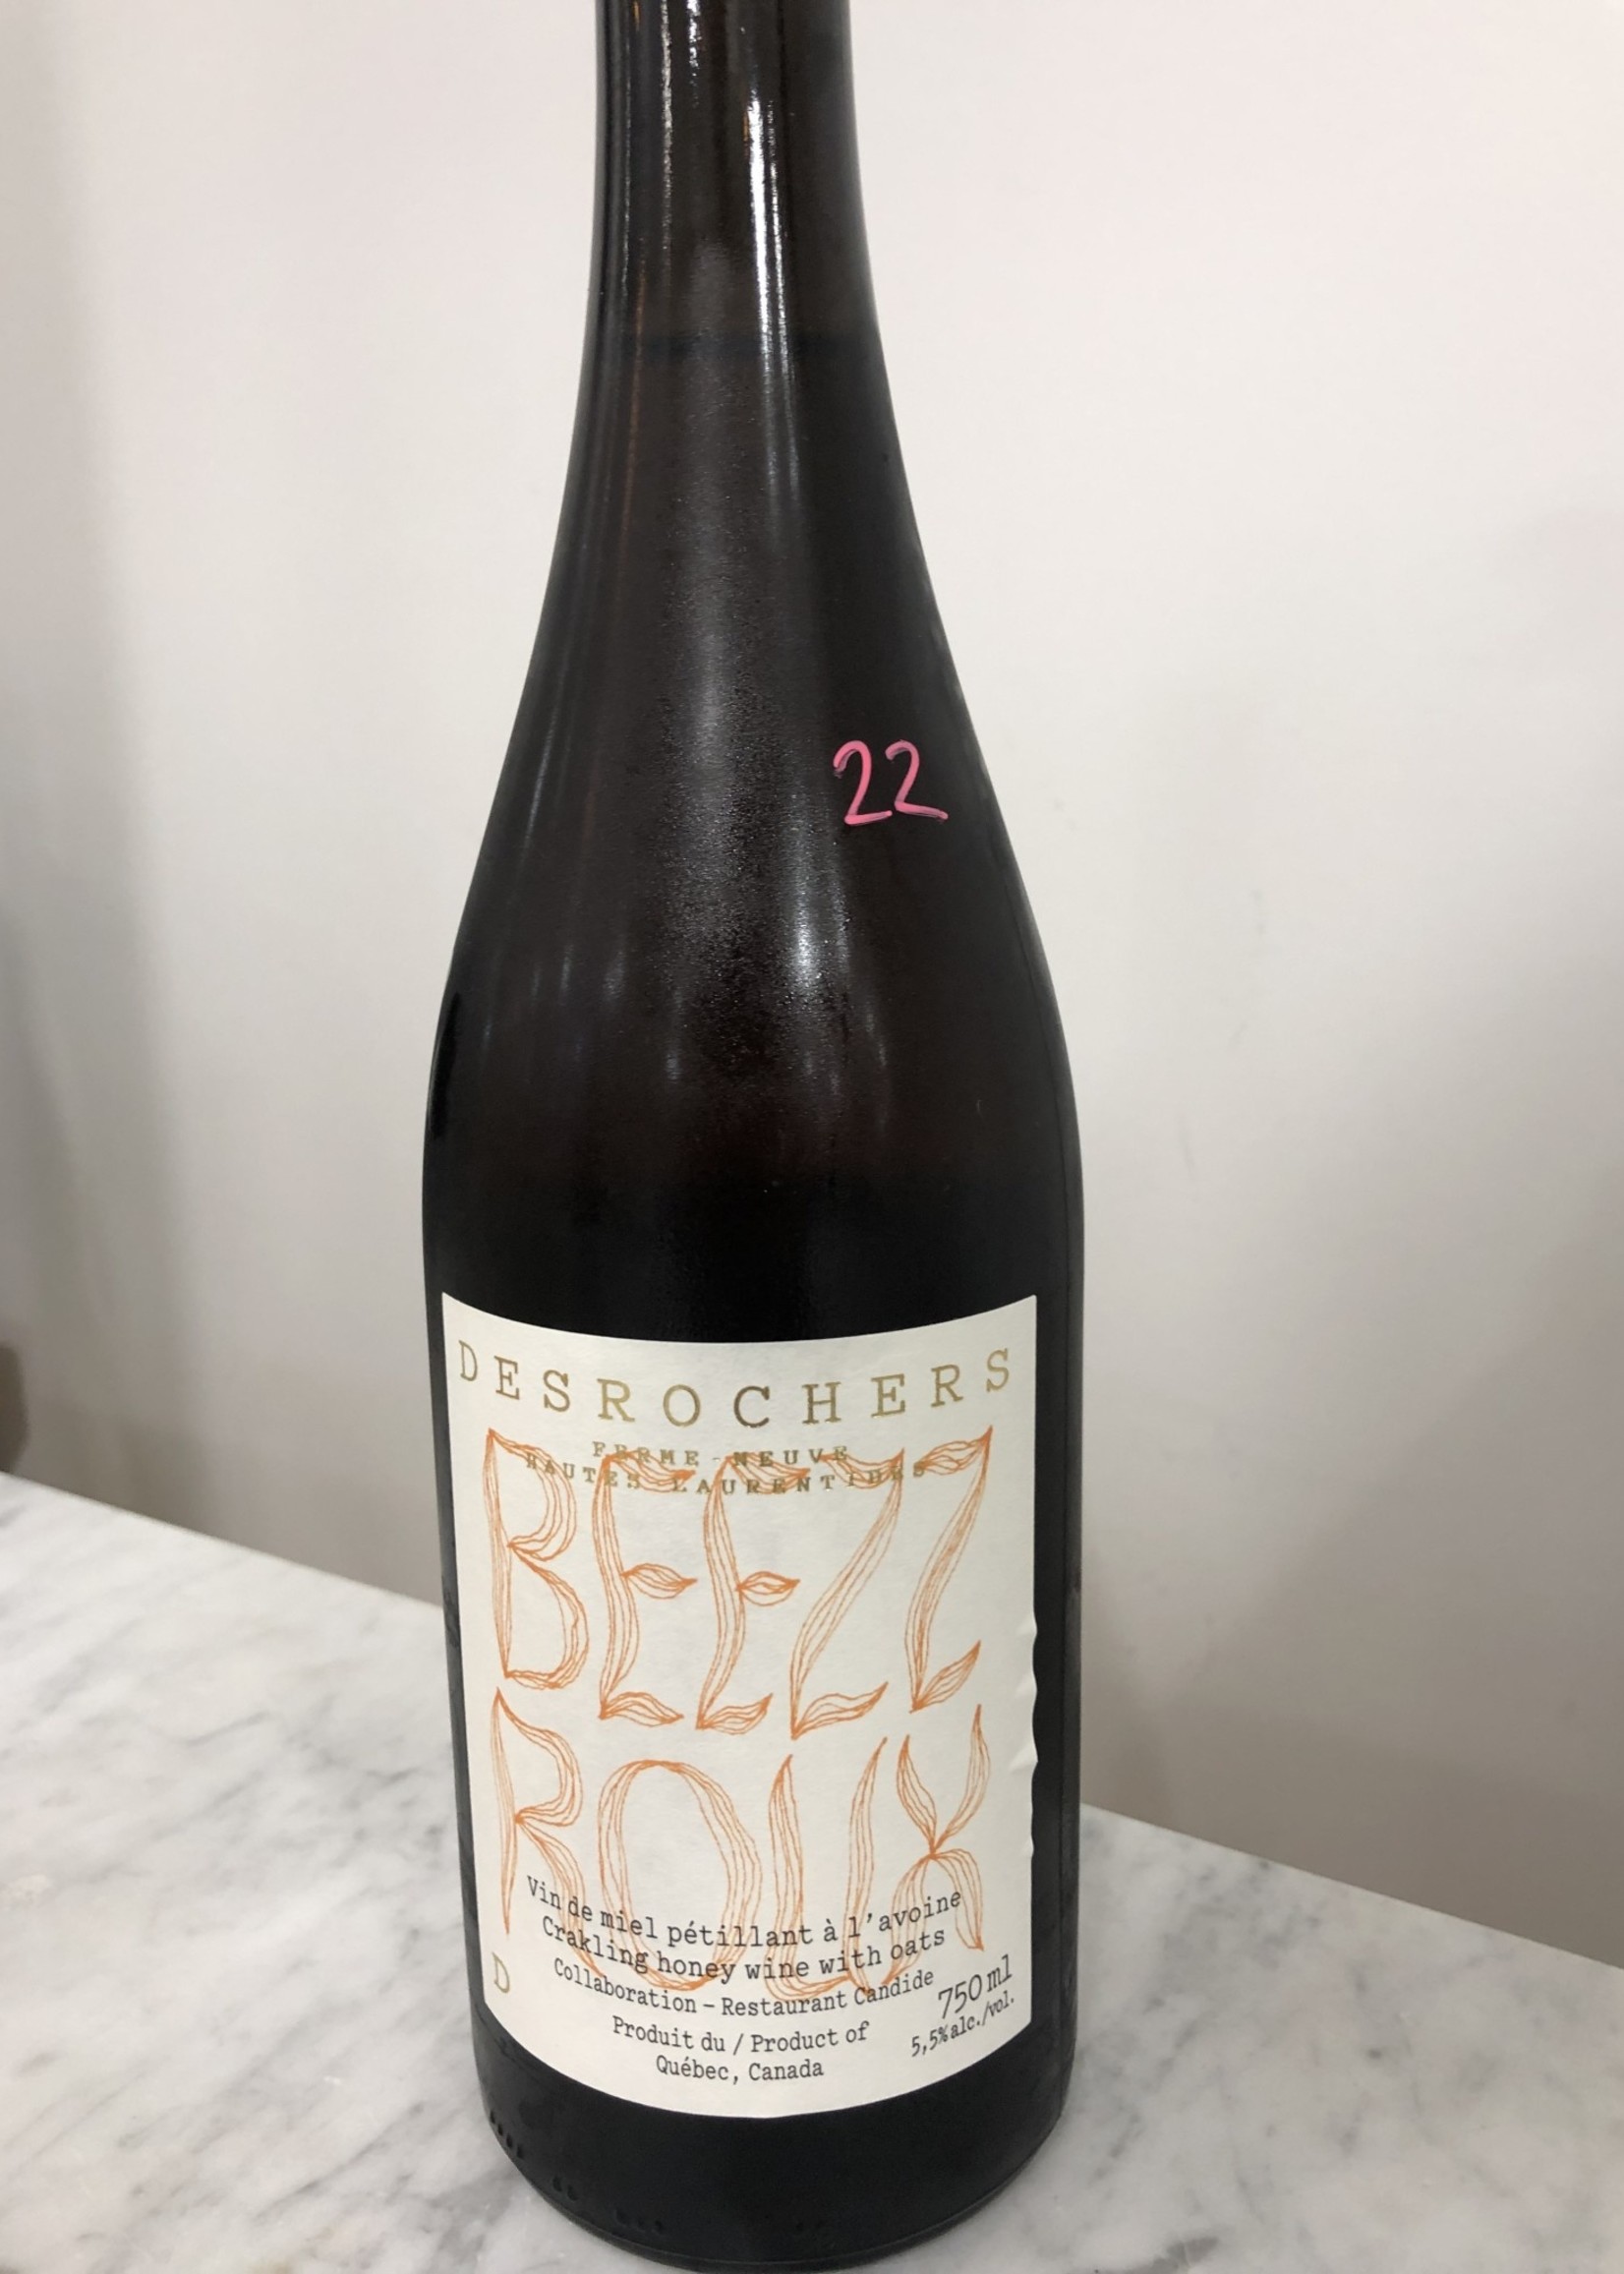 22
DESROCHERS
FERME-NEUVE
HAUTES LAURENTIDES
BEEZZ
ROUX
Vin de miel pétillant à l'avoine
Crakling honey wine with oats
Collaboration – Restaurant Candide
D
750 ml
5,5% alc./vol.
Produit du / Product of
Québec, Canada